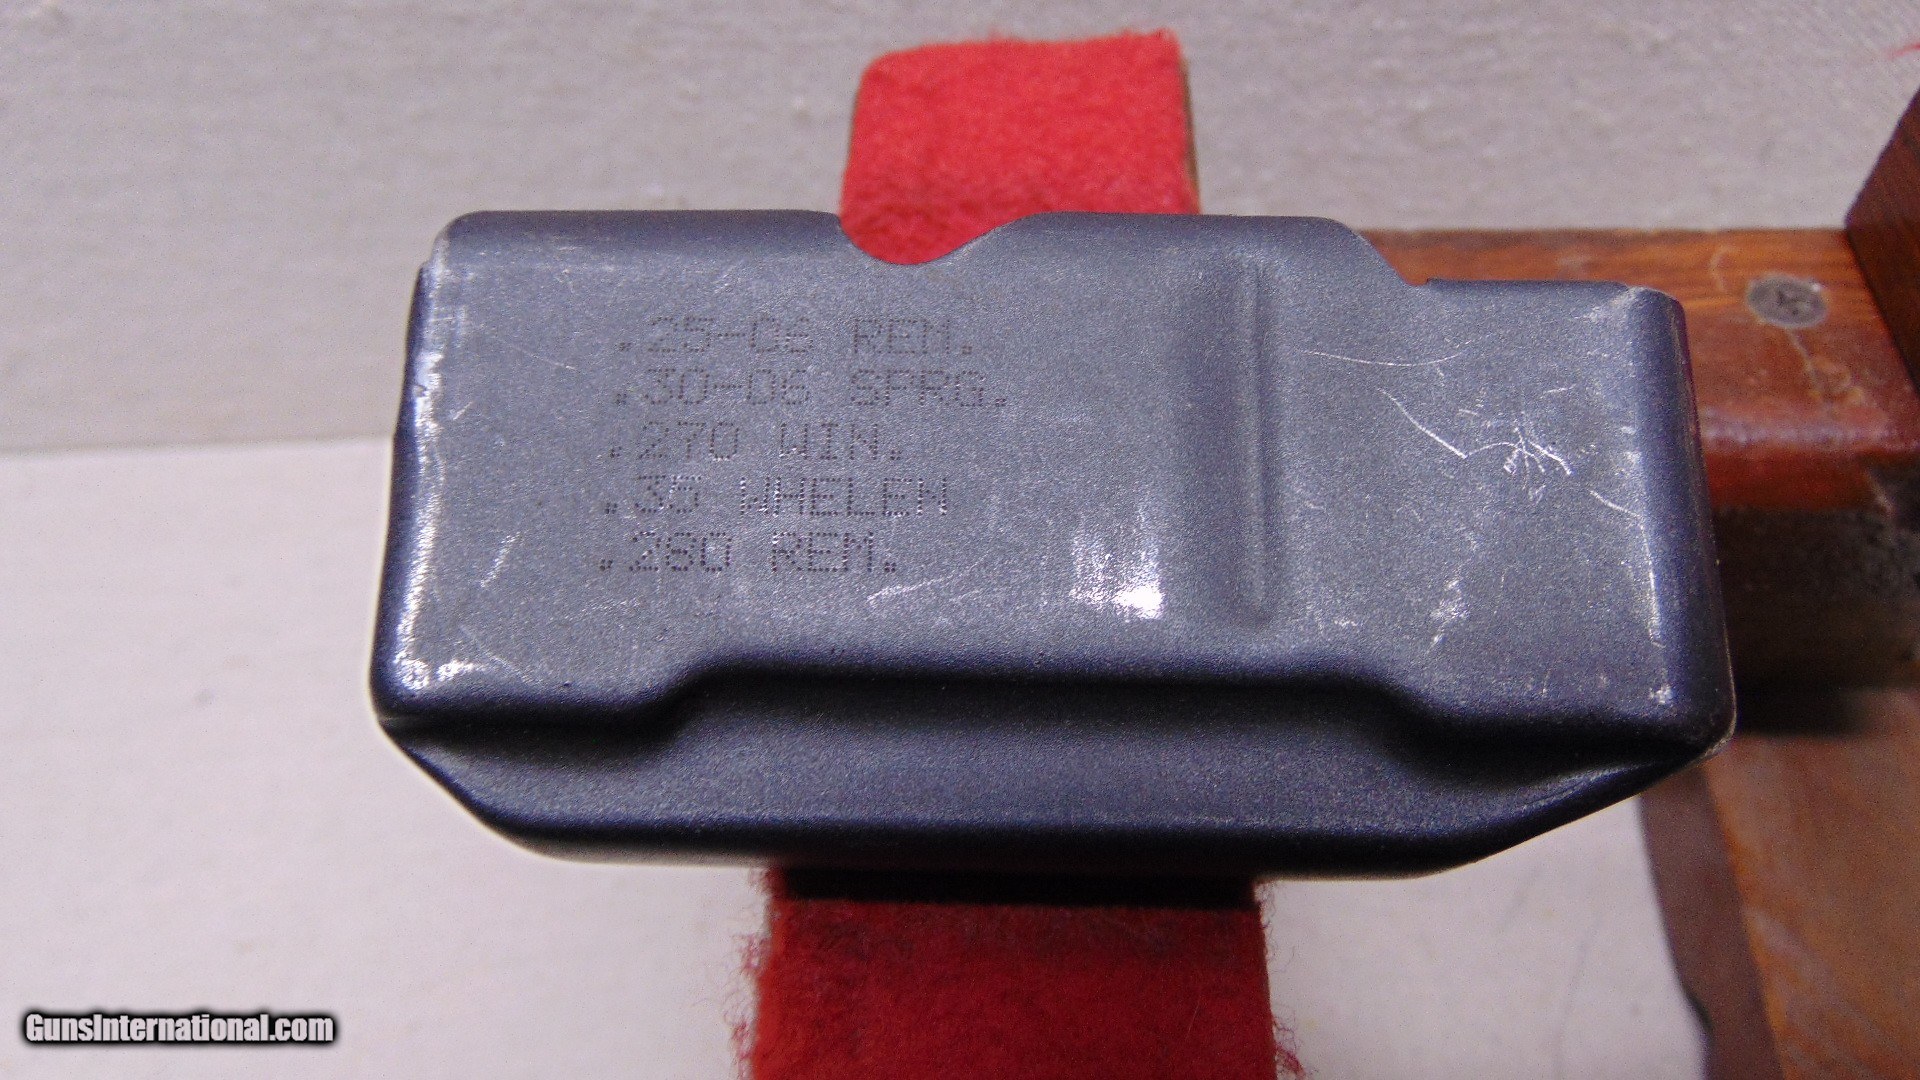 .25-06 REM.
.30-06 SPRG.
.270 WIN.
.35 WHELEN
.280 REM.
GunsInternational.com